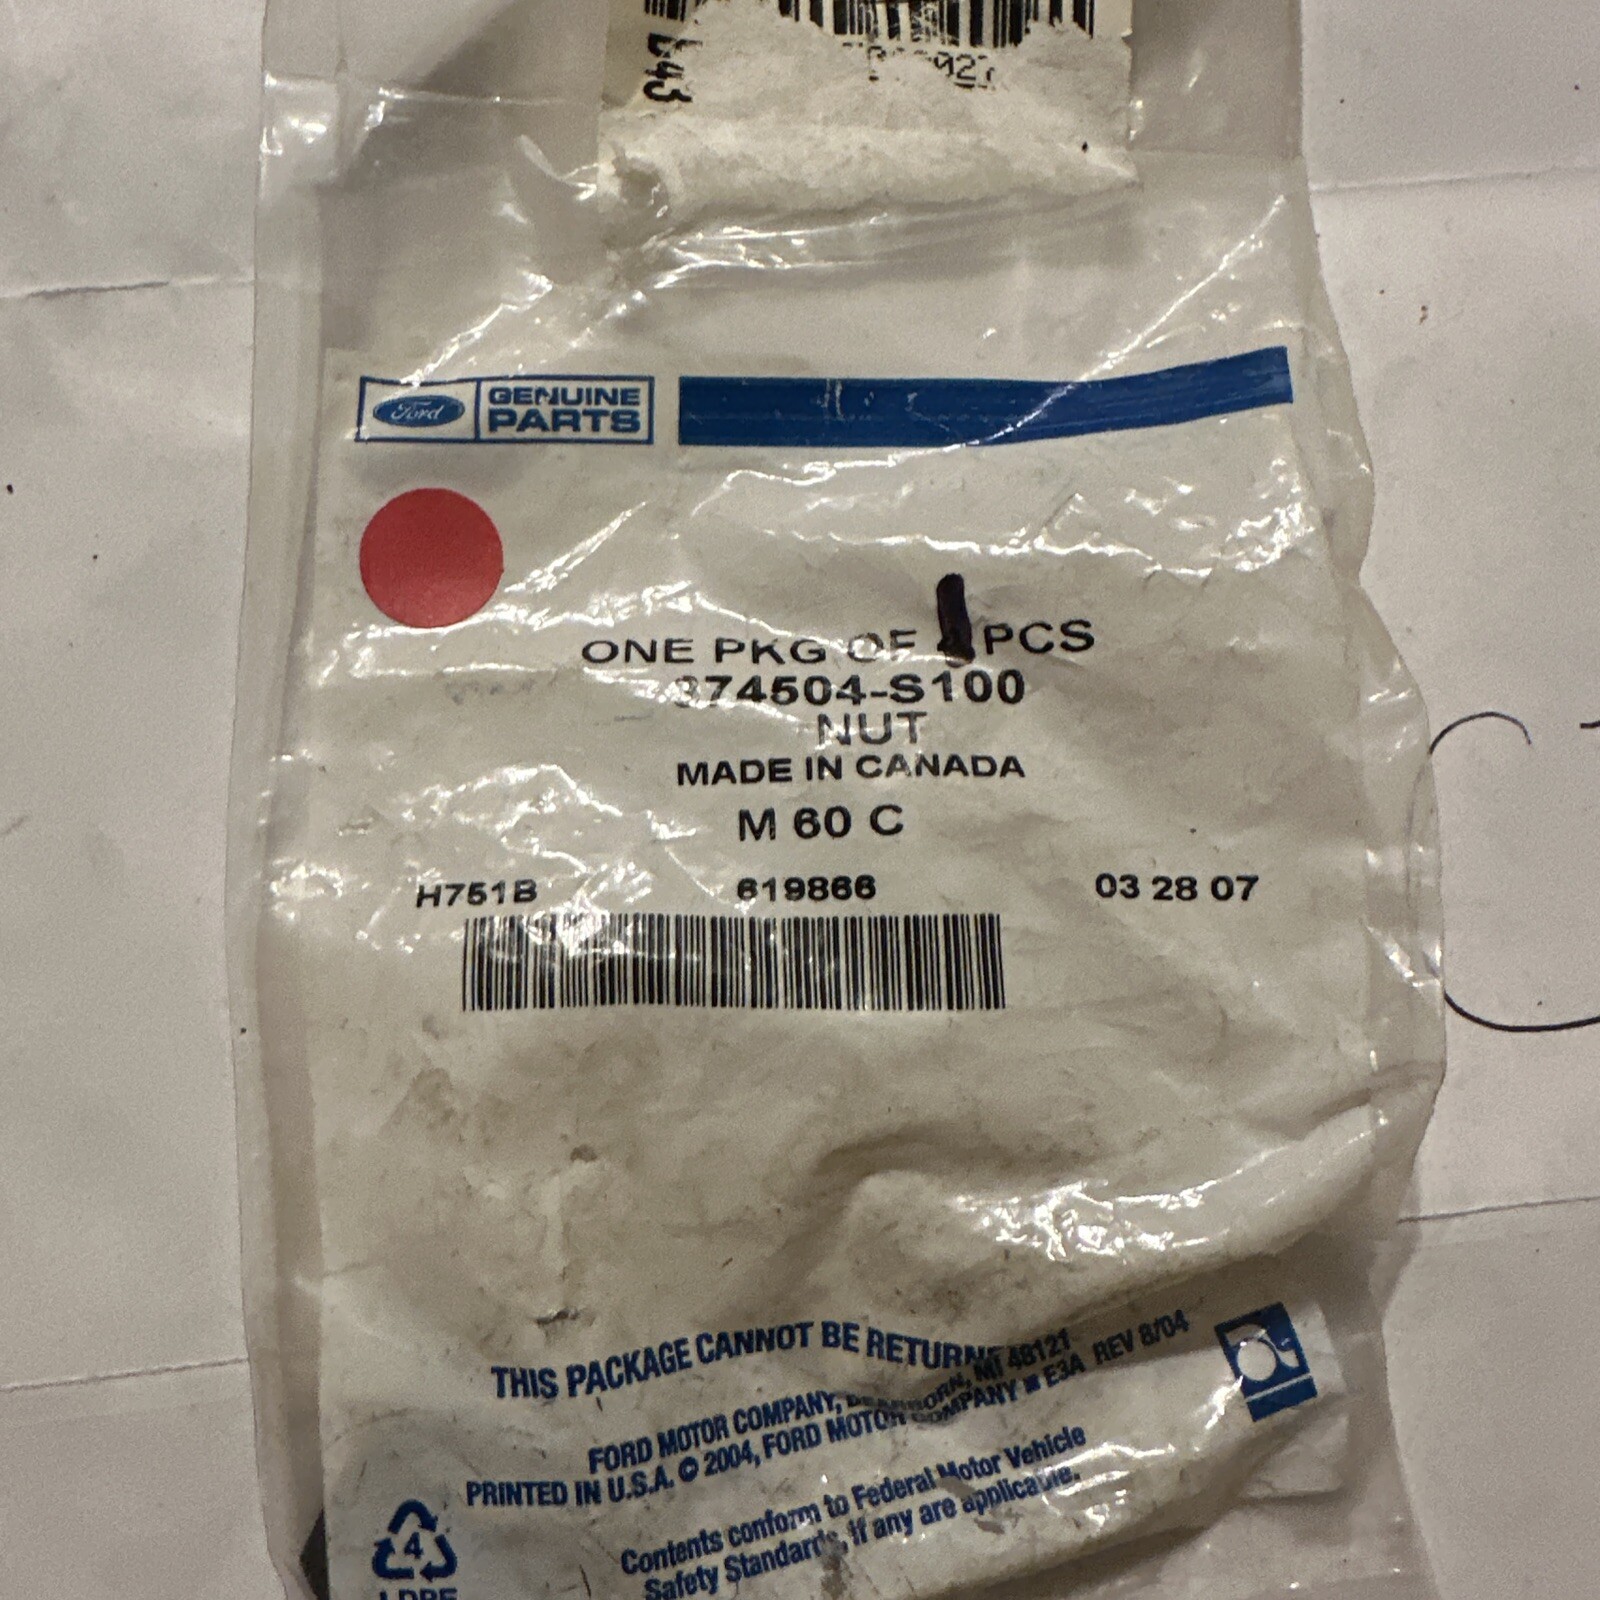 L43
Ford GENUINE PARTS
ONE PKG OF PCS
374504-S100
NUT
MADE IN CANADA
M 60 C
H751B 619866 03 28 07
THIS PACKAGE CANNOT BE
FORD MOTOR COMPANY, DEARBORN, MI 48121
PRINTED IN U.S.A. © 2004, FORD MOTOR COMPANY ■ E3A REV 8/04
Contents conform to Federal Motor Vehicle
Safety Standards, if any are applicable.
4
LDPE